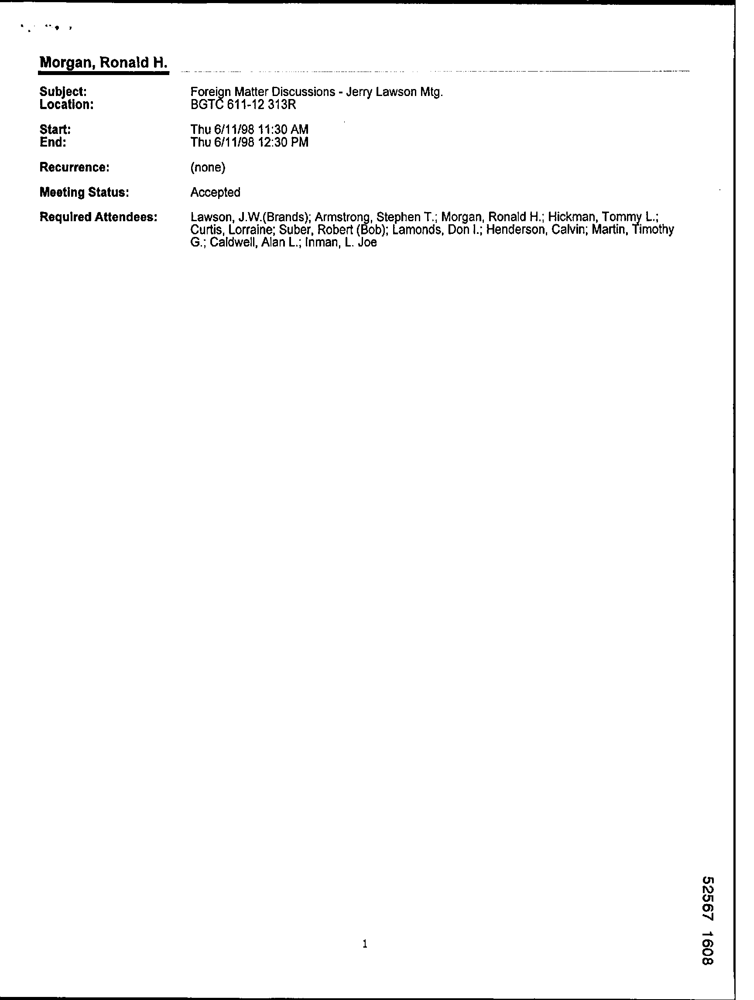 Morgan, Ronald H.
Subject: Foreign Matter Discussions - Jerry Lawson Mtg.
Location: BGTC 611-12 313R
Start: Thu 6/11/98 11:30 AM
End: Thu 6/11/98 12:30 PM
Recurrence: (none)
Meeting Status: Accepted
Required Attendees: Lawson, J.W.(Brands); Armstrong, Stephen T.; Morgan, Ronald H.; Hickman, Tommy L.;
Curtis, Lorraine; Suber, Robert (Bob); Lamonds, Don I.; Henderson, Calvin; Martin, Timothy
G.; Caldwell, Alan L.; Inman, L. Joe
1
52567 1608